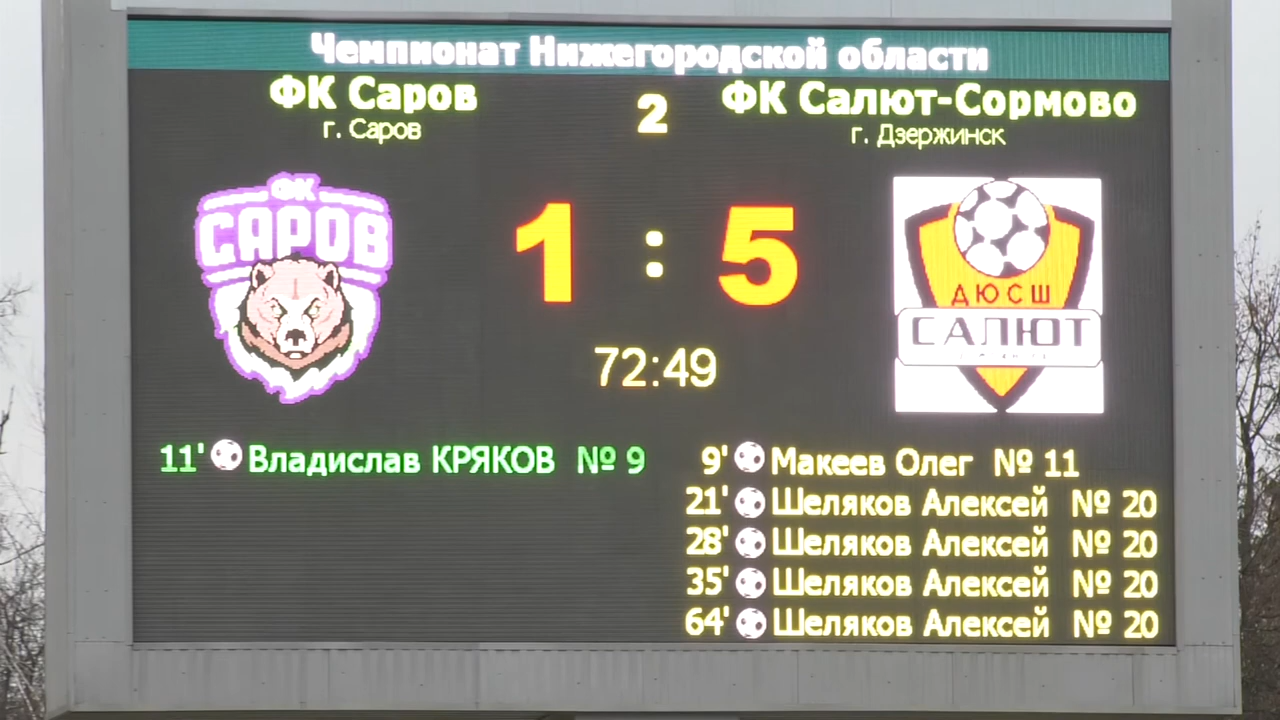 Чемпионат Нижегородской области
ФК Саров
г. Саров
2
ФК Салют-Сормово
г. Дзержинск
ФК
САРОВ
1 : 5
ДЮСШ
САЛЮТ
72:49
11' Владислав КРЯКОВ № 9
9' Макеев Олег № 11
21' Шеляков Алексей № 20
28' Шеляков Алексей № 20
35' Шеляков Алексей № 20
64' Шеляков Алексей № 20